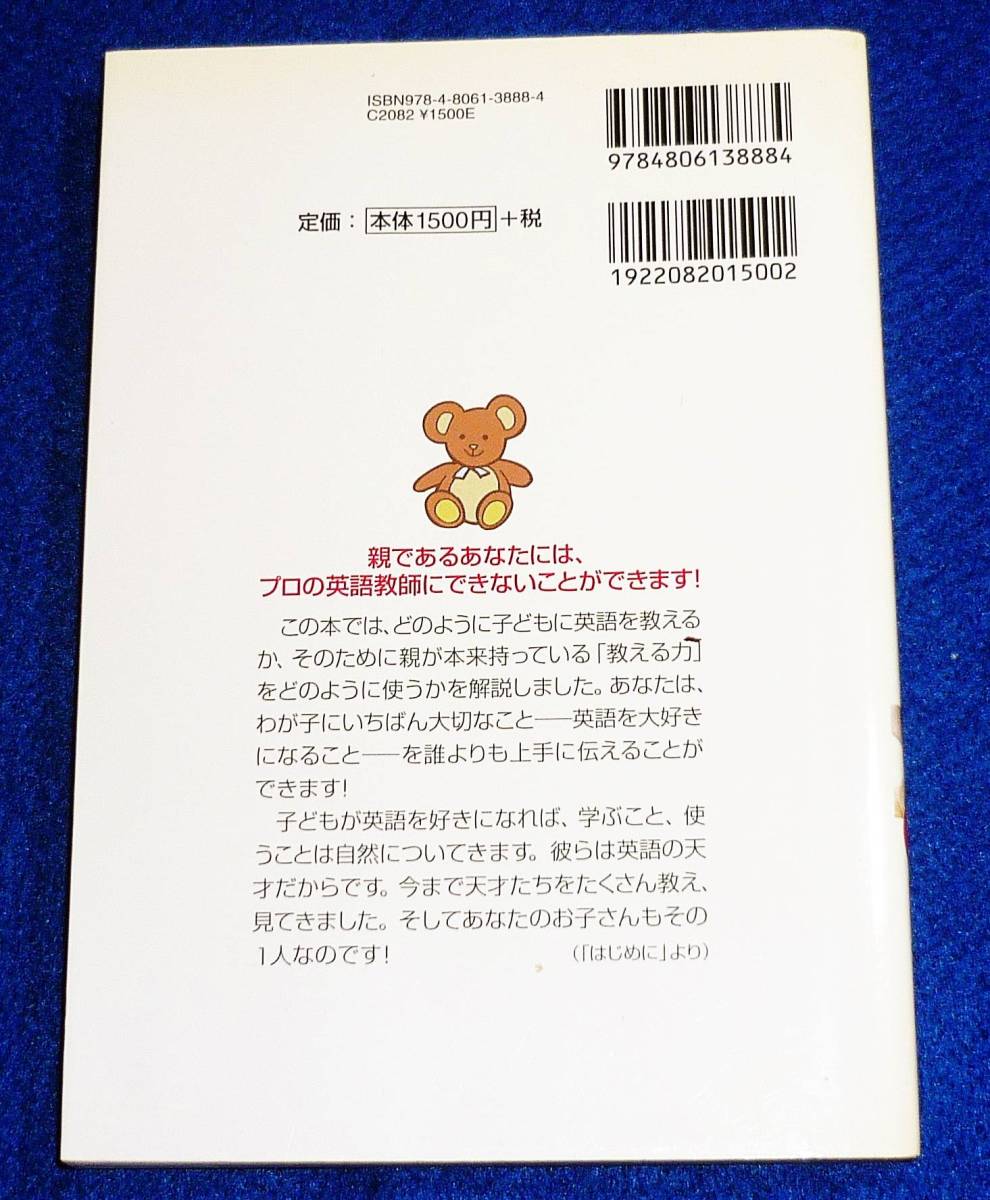 ISBN978-4-8061-3888-4
C2082 ¥1500E
9784806138884
定価：本体1500円+税
1922082015002
親であるあなたには、
プロの英語教師にできないことができます！
この本では、どのように子どもに英語を教える
か、そのために親が本来持っている「教える力」
をどのように使うかを解説しました。あなたは、
わが子にいちばん大切なこと――英語を大好き
になること――を誰よりも上手に伝えることが
できます！
子どもが英語を好きになれば、学ぶこと、使
うことは自然についてきます。彼らは英語の天
才だからです。今まで天才たちをたくさん教え、
見てきました。そしてあなたのお子さんもその
1人なのです！
（「はじめに」より）